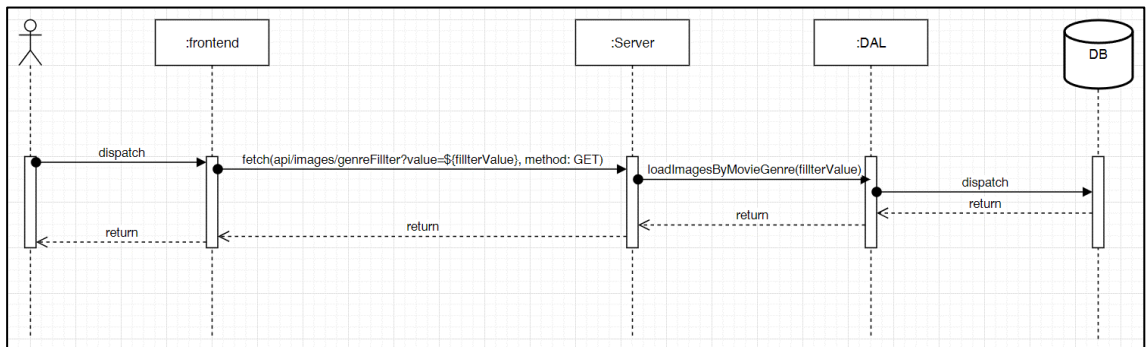 :frontend
:Server
:DAL
DB
dispatch
fetch(api/images/genreFillter?value=${fillterValue}, method: GET)
loadImagesByMovieGenre(fillterValue)
dispatch
return
return
return
return